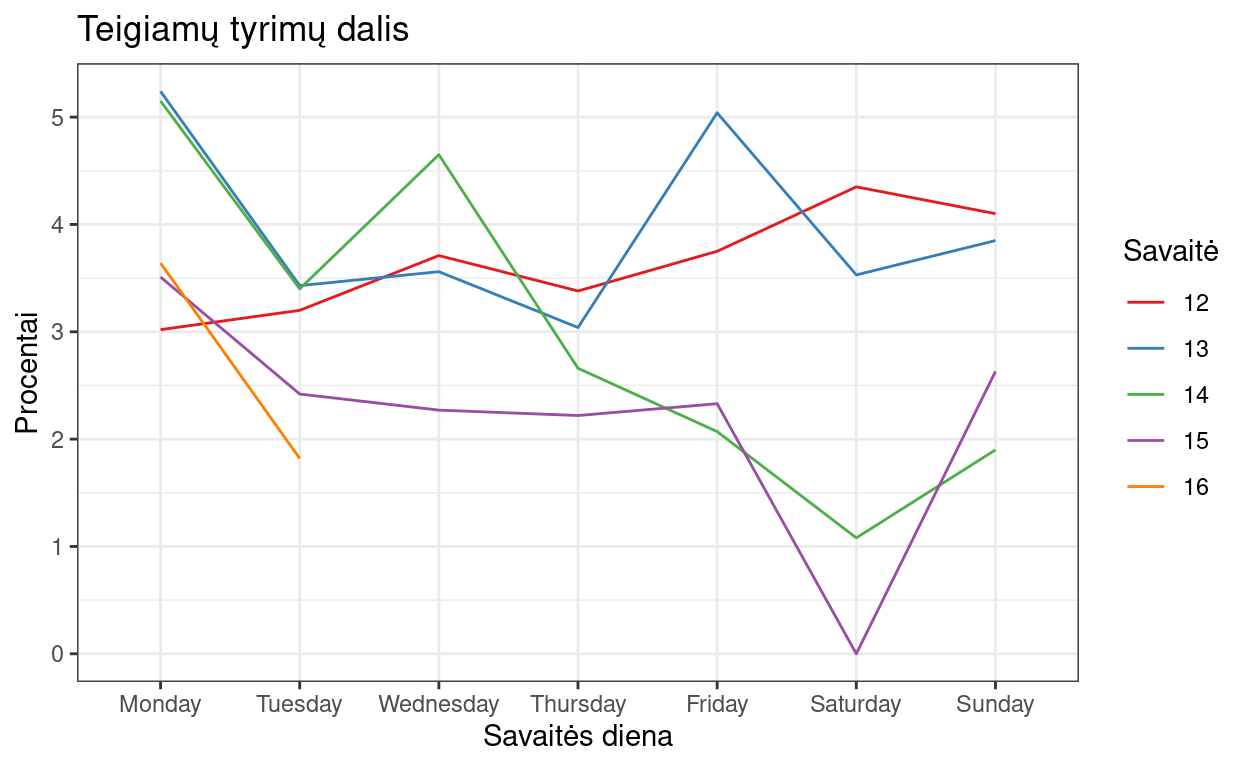 Teigiamų tyrimų dalis
Procentai
5
4
3
2
1
0
Monday Tuesday Wednesday Thursday Friday Saturday Sunday
Savaitės diena
Savaitė
12
13
14
15
16